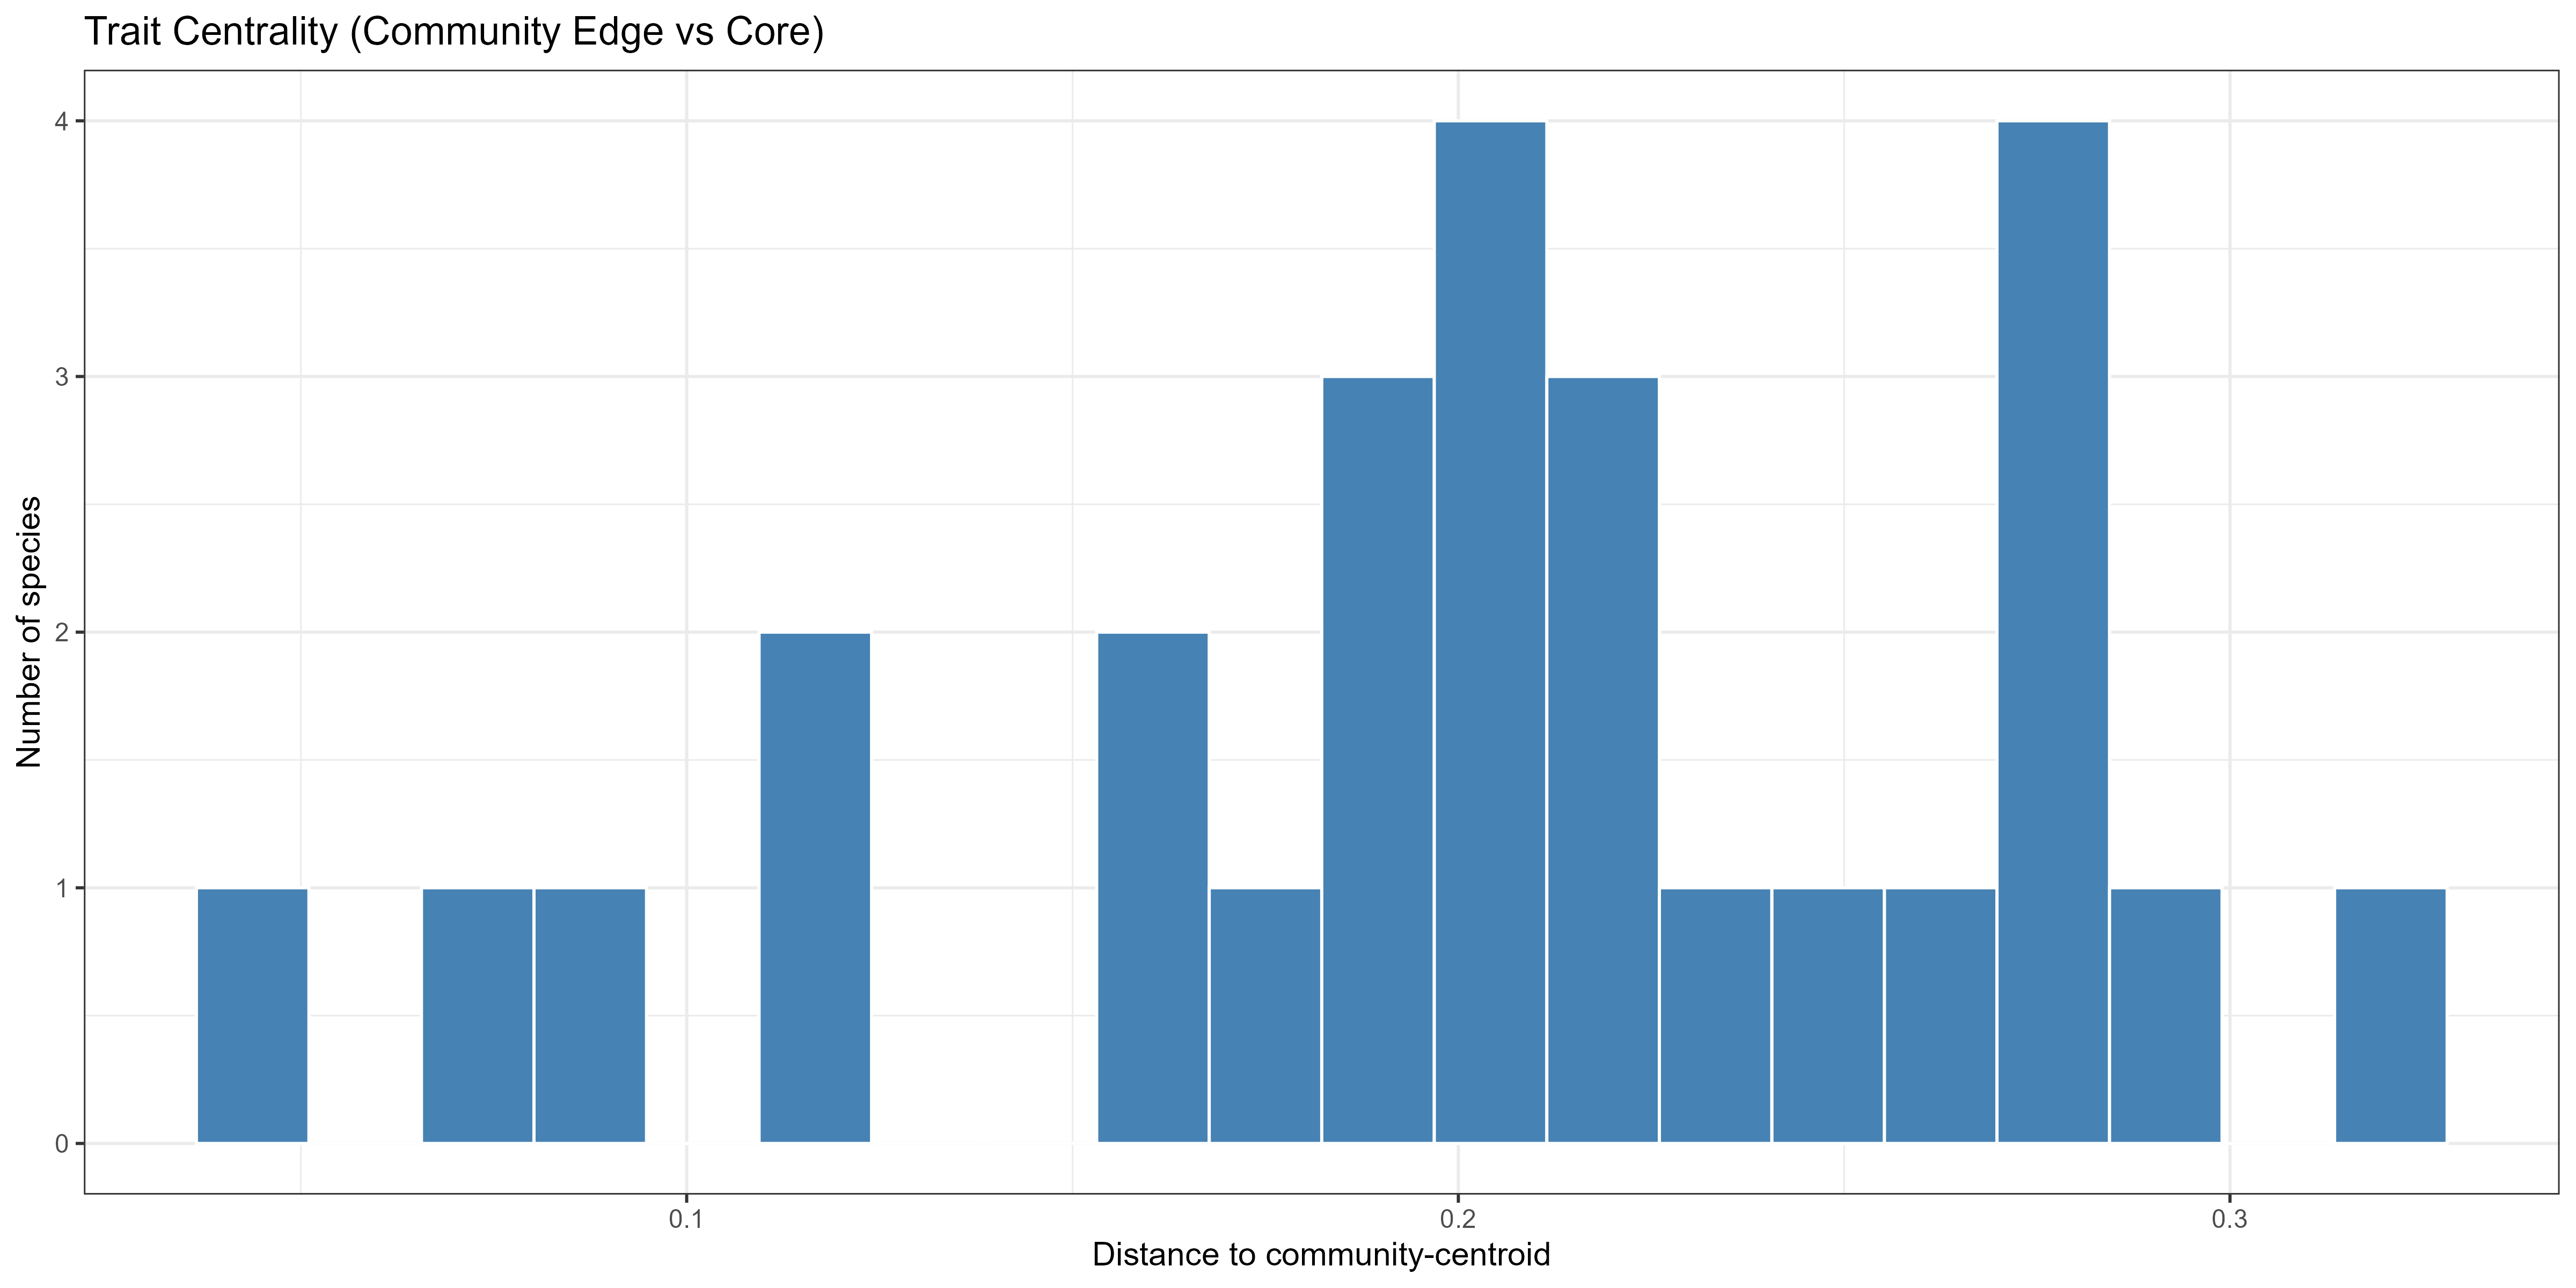 Trait Centrality (Community Edge vs Core)
Number of species
4
3
2
1
0
0.1 0.2 0.3
Distance to community-centroid